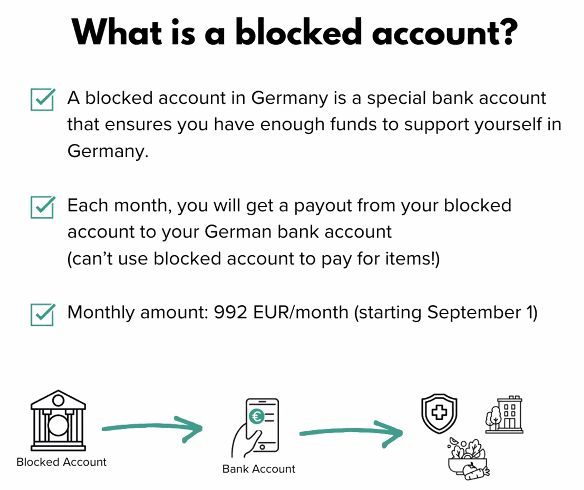 What is a blocked account?
A blocked account in Germany is a special bank account
that ensures you have enough funds to support yourself in
Germany.
Each month, you will get a payout from your blocked
account to your German bank account
(can’t use blocked account to pay for items!)
Monthly amount: 992 EUR/month (starting September 1)
€
Blocked Account
Bank Account